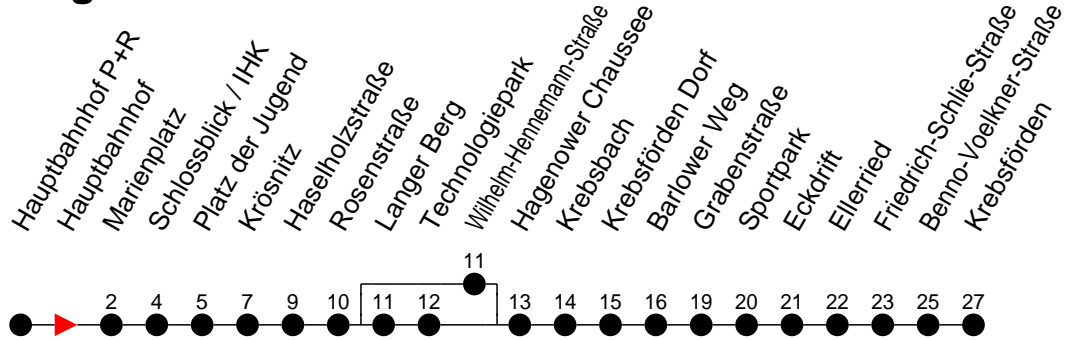 Hauptbahnhof P+R
Hauptbahnhof
Marienplatz
Schlossblick / IHK
Platz der Jugend
Krösnitz
Haselholzstraße
Rosenstraße
Langer Berg
Technologiepark
Wilhelm-Hennemann-Straße
Hagenower Chaussee
Krebsbach
Krebsförden Dorf
Barlower Weg
Grabenstraße
Sportpark
Eckdrift
Ellerried
Friedrich-Schlie-Straße
Benno-Voelkner-Straße
Krebsförden
11
2 4 5 7 9 10 11 12 13 14 15 16 19 20 21 22 23 25 27